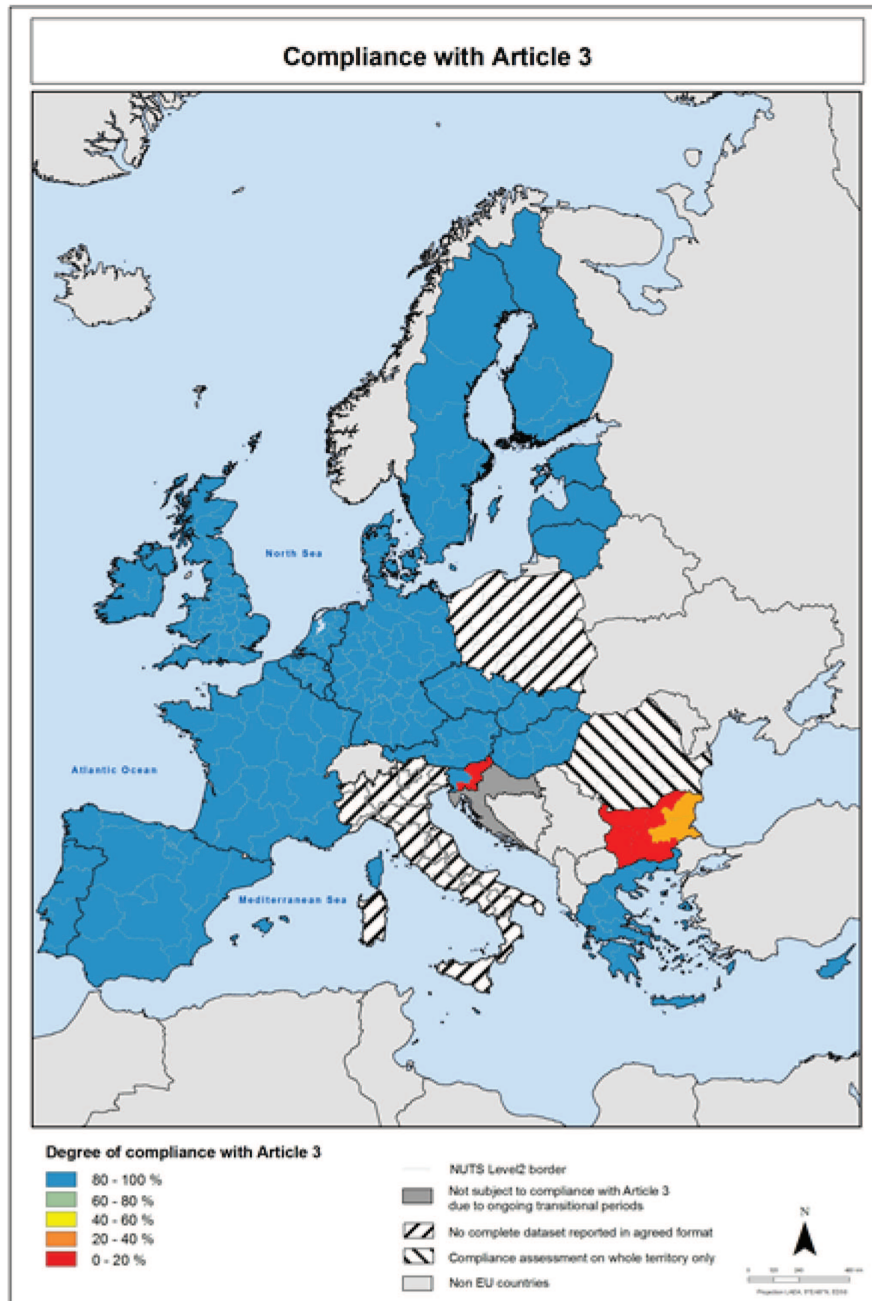 Compliance with Article 3
North Sea
Atlantic Ocean
Mediterranean Sea
Degree of compliance with Article 3
80 - 100 %
60 - 80 %
40 - 60 %
20 - 40 %
0 - 20 %
NUTS Level2 border
Not subject to compliance with Article 3
due to ongoing transitional periods
No complete dataset reported in agreed format
Compliance assessment on whole territory only
Non EU countries
N